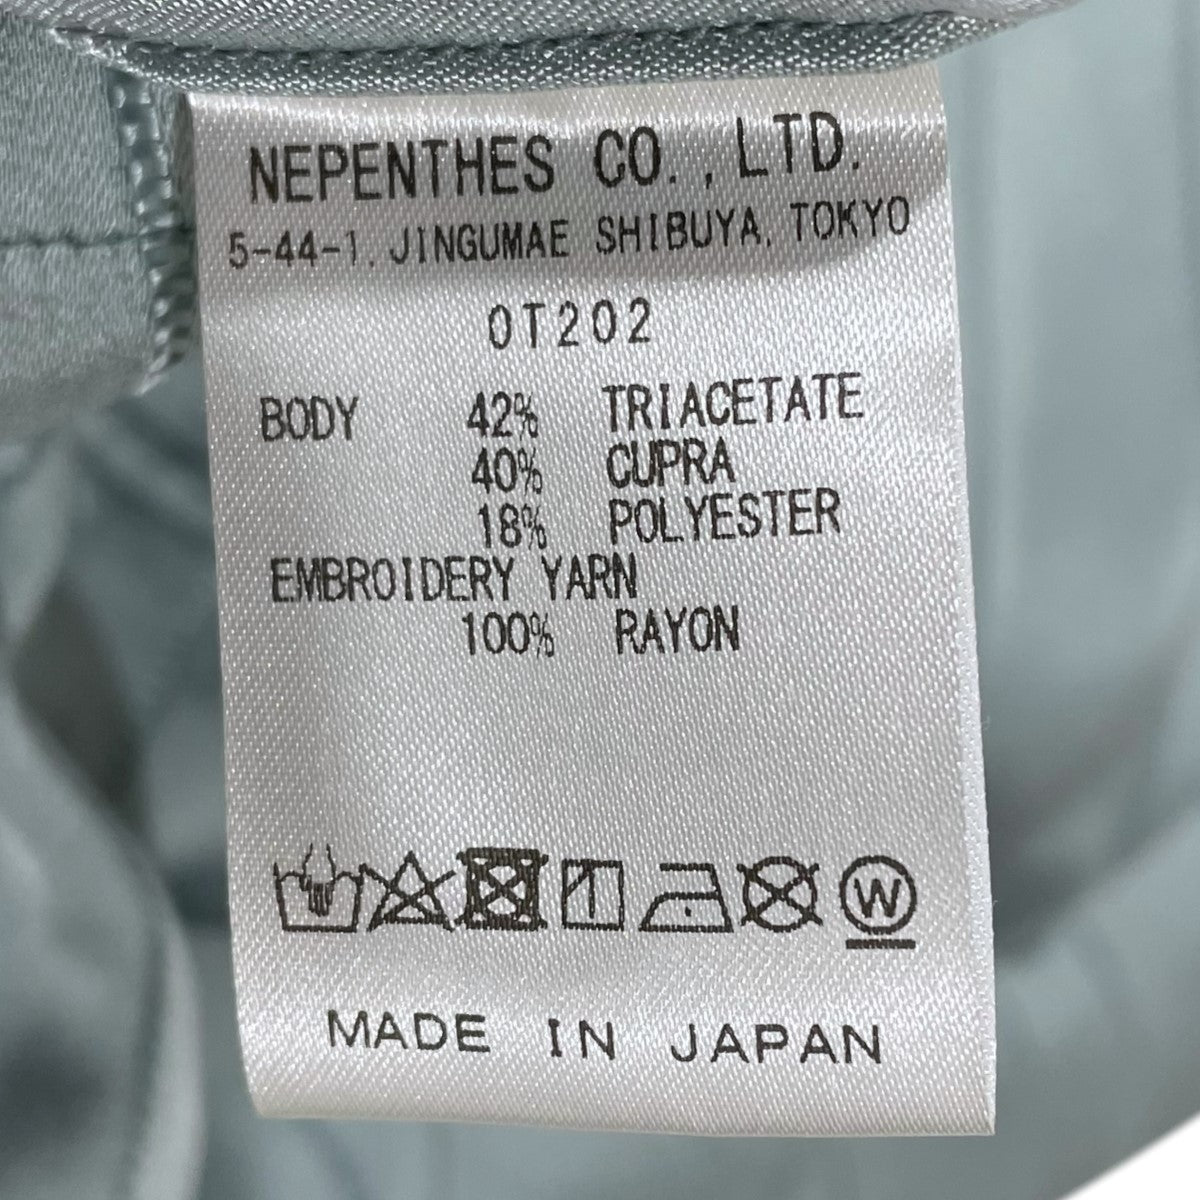 NEPENTHES CO., LTD.
5-44-1, JINGUMAE SHIBUYA, TOKYO
OT202
BODY 42% TRIACETATE
40% CUPRA
18% POLYESTER
EMBROIDERY YARN
100% RAYON
W
MADE IN JAPAN